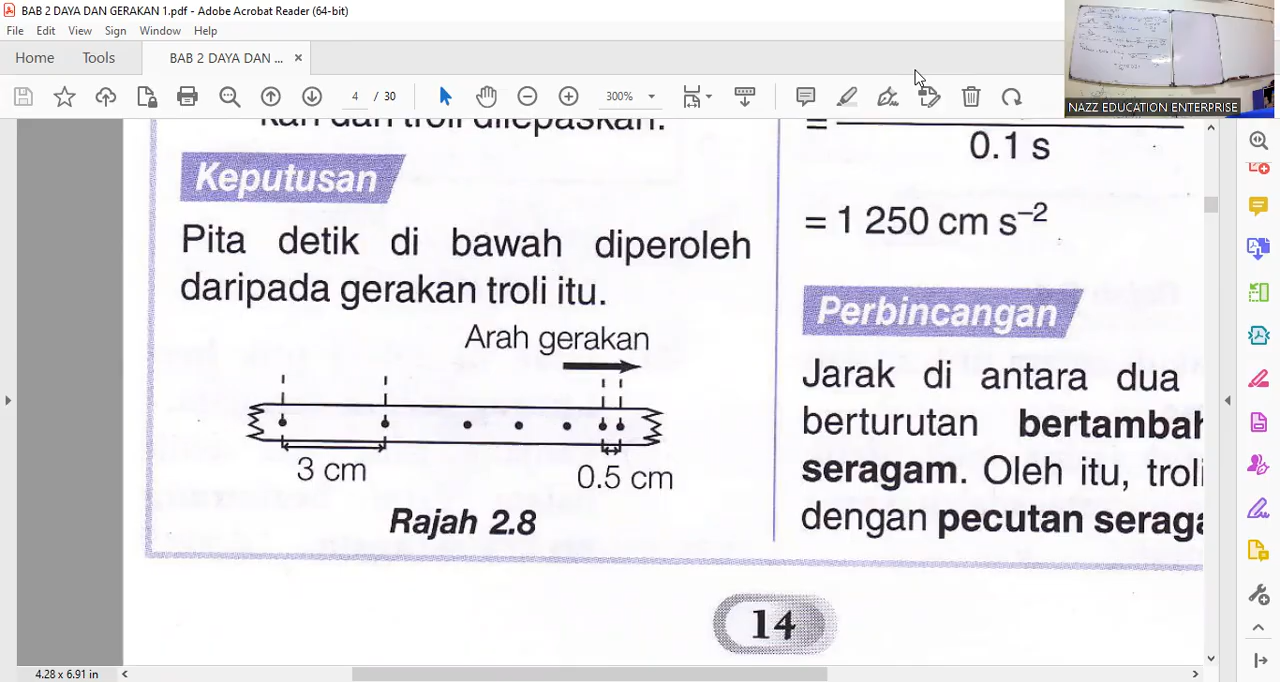 BAB 2 DAYA DAN GERAKAN 1.pdf - Adobe Acrobat Reader (64-bit)
File Edit View Sign Window Help
Home Tools BAB 2 DAYA DAN ... ×
4 / 30 300%
NAZZ EDUCATION ENTERPRISE
kan dan troli dilepaskan.
Keputusan
Pita detik di bawah diperoleh
daripada gerakan troli itu.
Arah gerakan
3 cm
0.5 cm
Rajah 2.8
=
0.1 s
= 1 250 cm s⁻²
Perbincangan
Jarak di antara dua
berturutan bertambah
seragam. Oleh itu, troli
dengan pecutan seraga
14
4.28 x 6.91 in